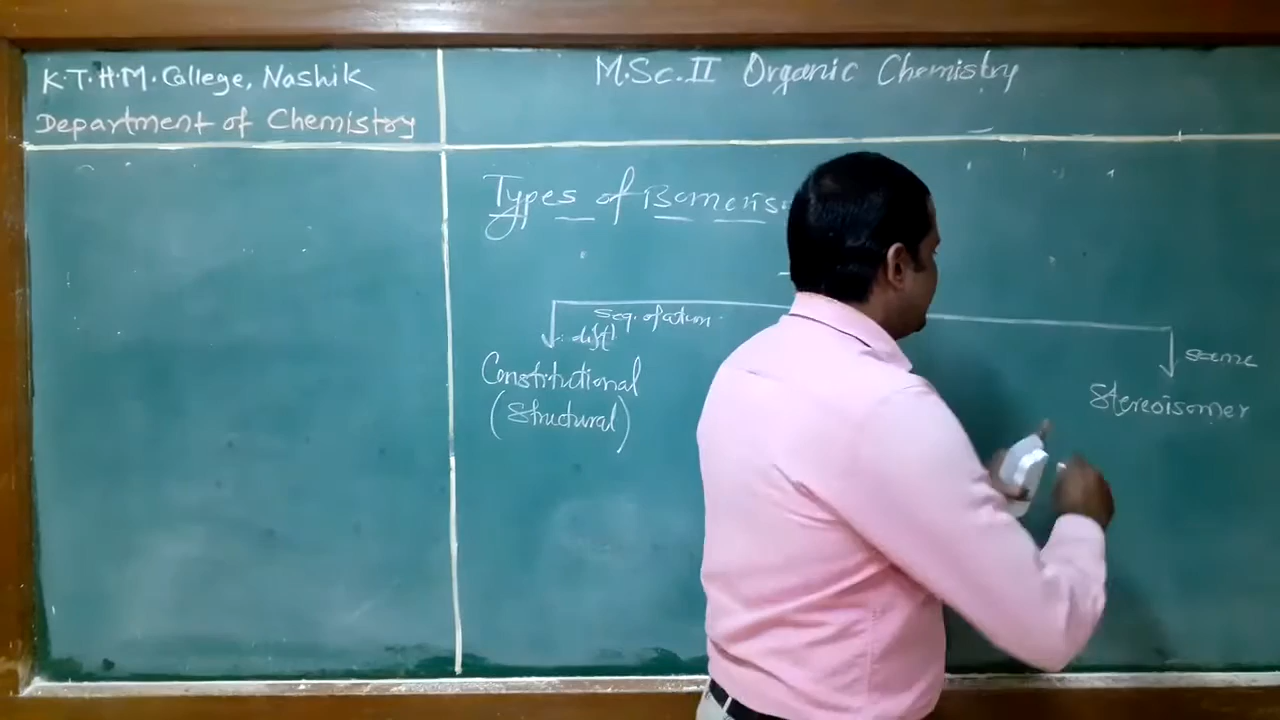 K.T.H.M. College, Nashik
Department of Chemistry
M.Sc. II Organic Chemistry
Types of Isomeris
seq. of atom
diff.
same
Constitutional
(Structural)
Stereoisomer